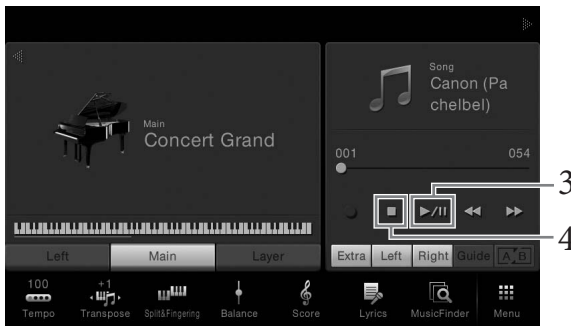 Main
Concert Grand
Song
Canon (Pa
chelbel)
001 054
3
4
Left Main Layer
Extra Left Right Guide A B
100 +1
Tempo Transpose Split&Fingering Balance Score Lyrics MusicFinder Menu